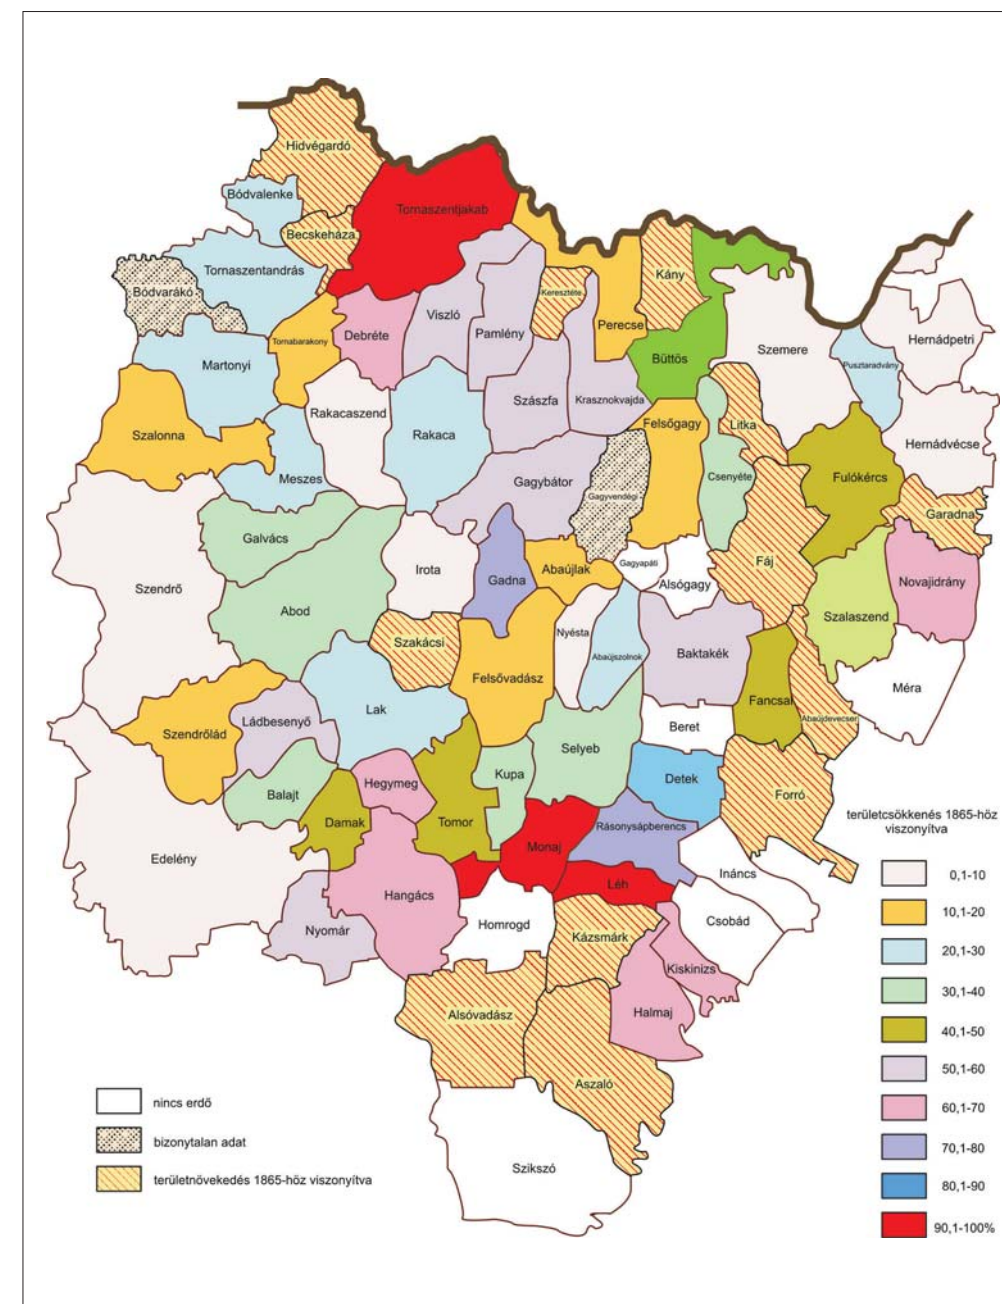 Hidvégardó
Bódvalenke
Tornaszentjakab
Becskeháza
Tornaszentandrás
Kány
Bódvarákó
Keresztéte
Viszló
Perecse
Debréte
Pamlény
Tornabarakony
Hernádpetri
Szemere
Büttös
Martonyi
Pusztaradvány
Szászfa
Krasznokvajda
Rakacaszend
Szalonna
Rakaca
Felsőgagy
Litka
Hernádvécse
Meszes
Gagybátor
Csenyéte
Fulókércs
Gagyvendégi
Garadna
Galvács
Irota
Abaújlak
Gagyapáti
Fáj
Gadna
Alsógagy
Novajidrány
Szendrő
Abod
Szalaszend
Nyésta
Szakácsi
Abaújszolnok
Baktakék
Felsővadász
Méra
Fancsal
Lak
Ládbesenyő
Abaújdevecser
Beret
Szendrőlád
Selyeb
Kupa
Detek
Hegymeg
Balajt
Forró
Damak
Tomor
Rásonysápberencs
Monaj
Edelény
Ináncs
Léh
Hangács
Csobád
Homrogd
Nyomár
Kázsmárk
Kiskinizs
Halmaj
Alsóvadász
Aszaló
Szikszó
nincs erdő
bizonytalan adat
területnövekedés 1865-höz viszonyítva
területcsökkenés 1865-höz
viszonyítva
0,1-10
10,1-20
20,1-30
30,1-40
40,1-50
50,1-60
60,1-70
70,1-80
80,1-90
90,1-100%